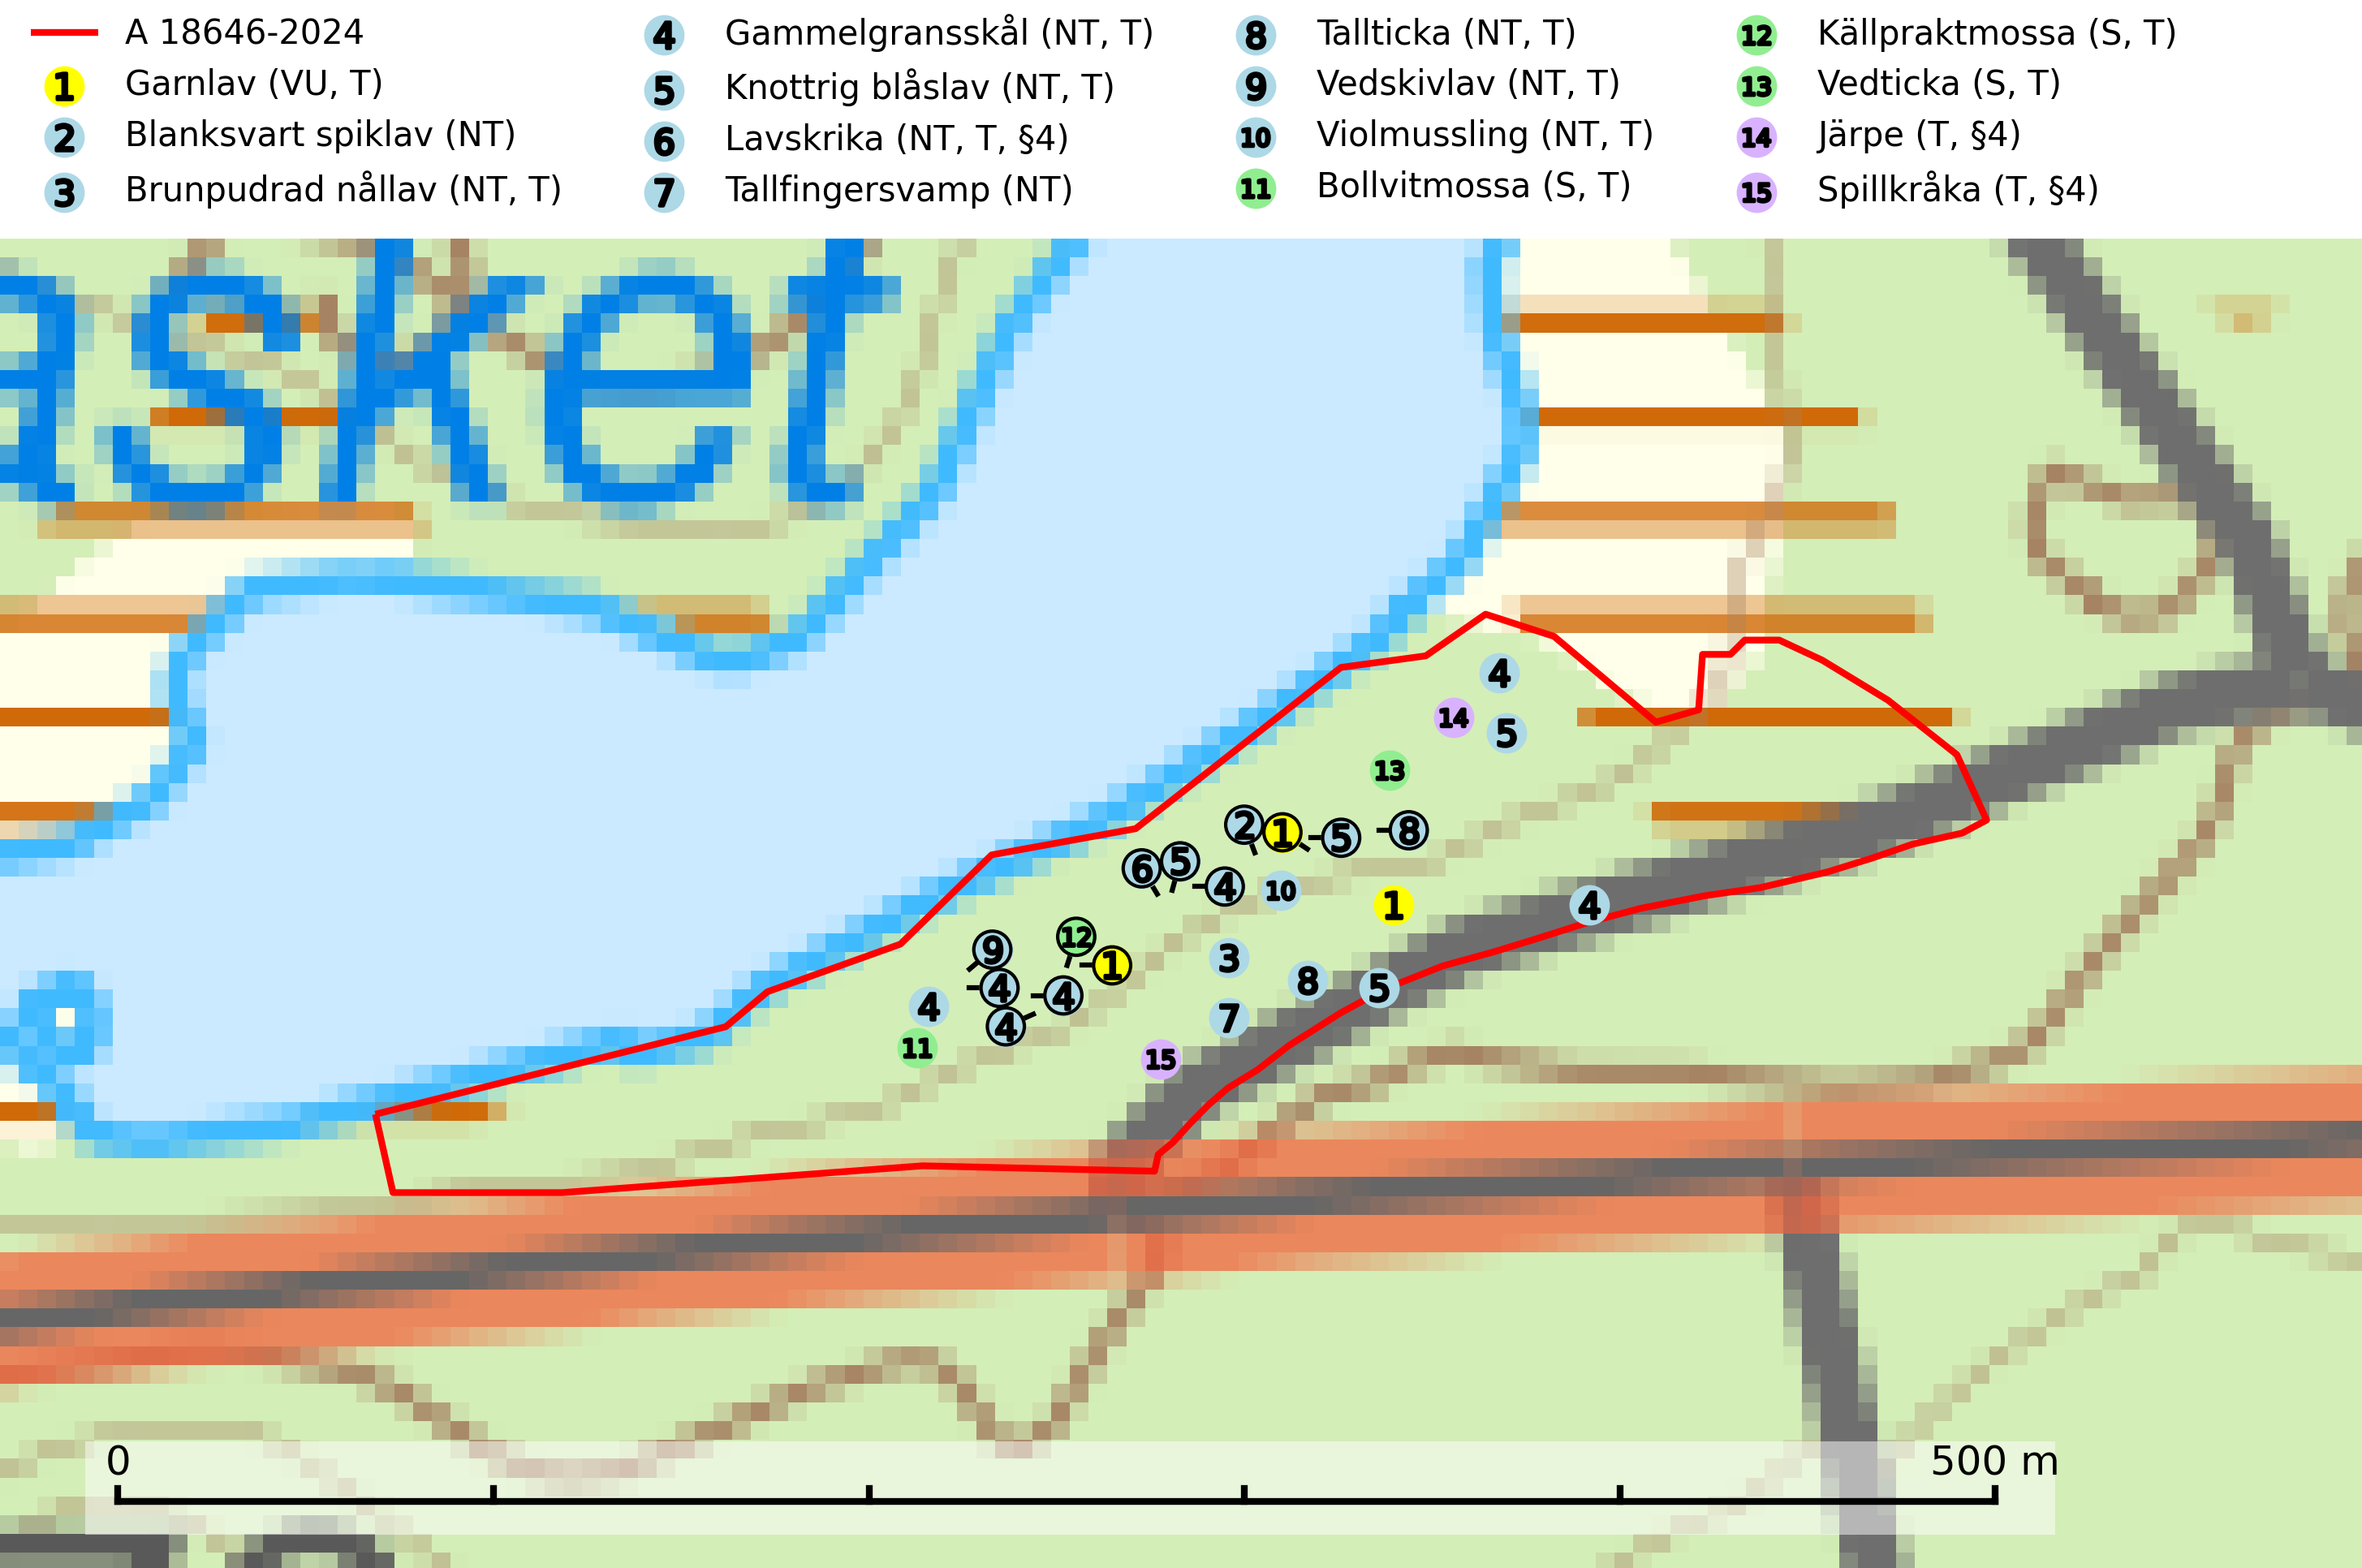 A 18646-2024
1 Garnlav (VU, T)
2 Blanksvart spiklav (NT)
3 Brunpudrad nållav (NT, T)
4 Gammelgransskål (NT, T)
5 Knottrig blåslav (NT, T)
6 Lavskrika (NT, T, §4)
7 Tallfingersvamp (NT)
8 Tallticka (NT, T)
9 Vedskivlav (NT, T)
10 Violmussling (NT, T)
11 Bollvitmossa (S, T)
12 Källpraktmossa (S, T)
13 Vedticka (S, T)
14 Järpe (T, §4)
15 Spillkråka (T, §4)
sket
4
14
5
13
2 1 5 8
6 5 4 10
1 4
9 12 1
3
4 4 4
8 5
4 7
11 15
0 500 m